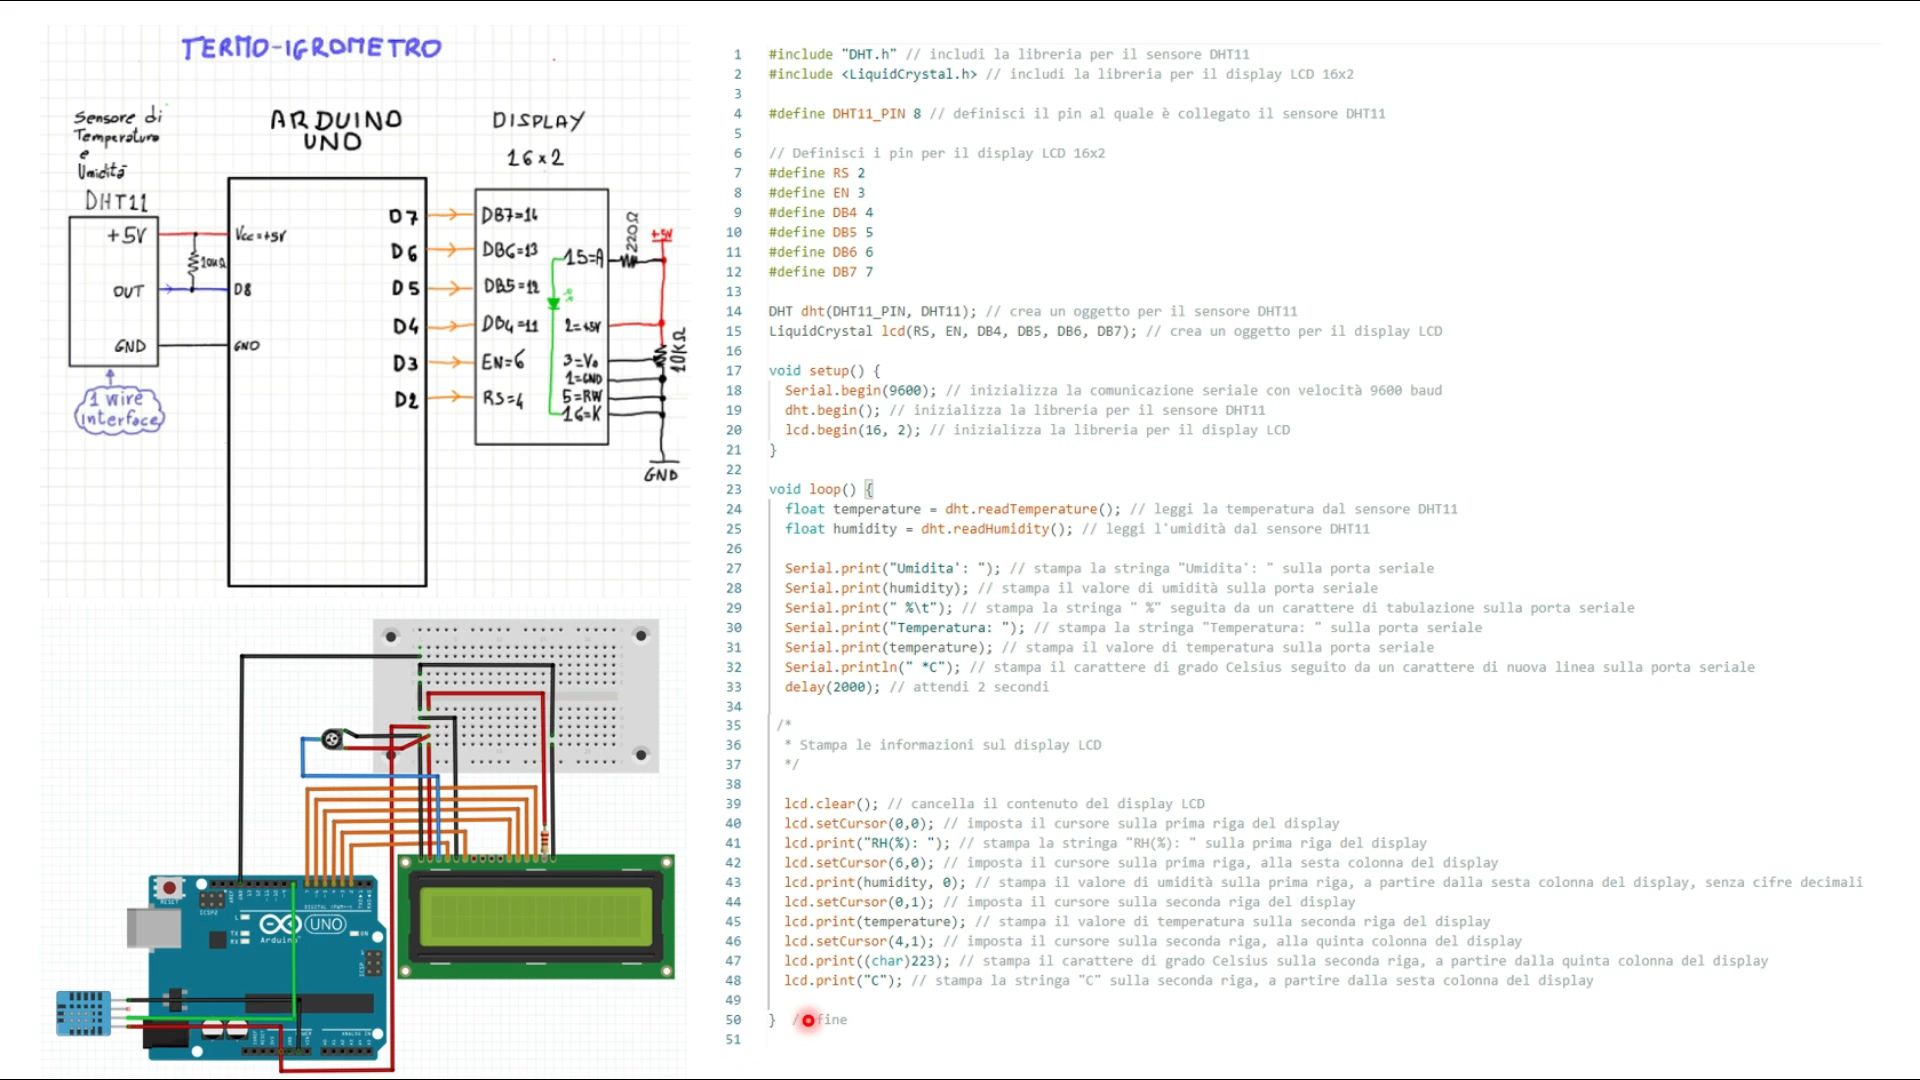 TERMO-IGROMETRO
Sensore di
Temperatura
e
Umidità
DHT11
+5V
OUT
GND
1 wire
Interface
10KΩ
ARDUINO
UNO
Vcc=+5V
D8
GND
D7
D6
D5
D4
D3
D2
DISPLAY
16x2
DB7=14
DB6=13
DB5=12
DB4=11
EN=6
RS=4
15=A
2=+5V
3=Vo
1=GND
5=RW
16=K
220Ω
+5V
10KΩ
GND
RESET
ICSP2
L
TX
RX
UNO
Arduino
ON
ICSP
DIGITAL (PWM~)
1 #include "DHT.h" // includi la libreria per il sensore DHT11
2 #include <LiquidCrystal.h> // includi la libreria per il display LCD 16x2
3
4 #define DHT11_PIN 8 // definisci il pin al quale è collegato il sensore DHT11
5
6 // Definisci i pin per il display LCD 16x2
7 #define RS 2
8 #define EN 3
9 #define DB4 4
10 #define DB5 5
11 #define DB6 6
12 #define DB7 7
13
14 DHT dht(DHT11_PIN, DHT11); // crea un oggetto per il sensore DHT11
15 LiquidCrystal lcd(RS, EN, DB4, DB5, DB6, DB7); // crea un oggetto per il display LCD
16
17 void setup() {
18 Serial.begin(9600); // inizializza la comunicazione seriale con velocità 9600 baud
19 dht.begin(); // inizializza la libreria per il sensore DHT11
20 lcd.begin(16, 2); // inizializza la libreria per il display LCD
21 }
22
23 void loop() {
24 float temperature = dht.readTemperature(); // leggi la temperatura dal sensore DHT11
25 float humidity = dht.readHumidity(); // leggi l'umidità dal sensore DHT11
26
27 Serial.print("Umidita': "); // stampa la stringa "Umidita': " sulla porta seriale
28 Serial.print(humidity); // stampa il valore di umidità sulla porta seriale
29 Serial.print(" %\t"); // stampa la stringa " %" seguita da un carattere di tabulazione sulla porta seriale
30 Serial.print("Temperatura: "); // stampa la stringa "Temperatura: " sulla porta seriale
31 Serial.print(temperature); // stampa il valore di temperatura sulla porta seriale
32 Serial.println(" *C"); // stampa il carattere di grado Celsius seguito da un carattere di nuova linea sulla porta seriale
33 delay(2000); // attendi 2 secondi
34
35 /*
36 * Stampa le informazioni sul display LCD
37 */
38
39 lcd.clear(); // cancella il contenuto del display LCD
40 lcd.setCursor(0,0); // imposta il cursore sulla prima riga del display
41 lcd.print("RH(%): "); // stampa la stringa "RH(%): " sulla prima riga del display
42 lcd.setCursor(6,0); // imposta il cursore sulla prima riga, alla sesta colonna del display
43 lcd.print(humidity, 0); // stampa il valore di umidità sulla prima riga, a partire dalla sesta colonna del display, senza cifre decimali
44 lcd.setCursor(0,1); // imposta il cursore sulla seconda riga del display
45 lcd.print(temperature); // stampa il valore di temperatura sulla seconda riga del display
46 lcd.setCursor(4,1); // imposta il cursore sulla seconda riga, alla quinta colonna del display
47 lcd.print((char)223); // stampa il carattere di grado Celsius sulla seconda riga, a partire dalla quinta colonna del display
48 lcd.print("C"); // stampa la stringa "C" sulla seconda riga, a partire dalla sesta colonna del display
49
50 } // fine
51